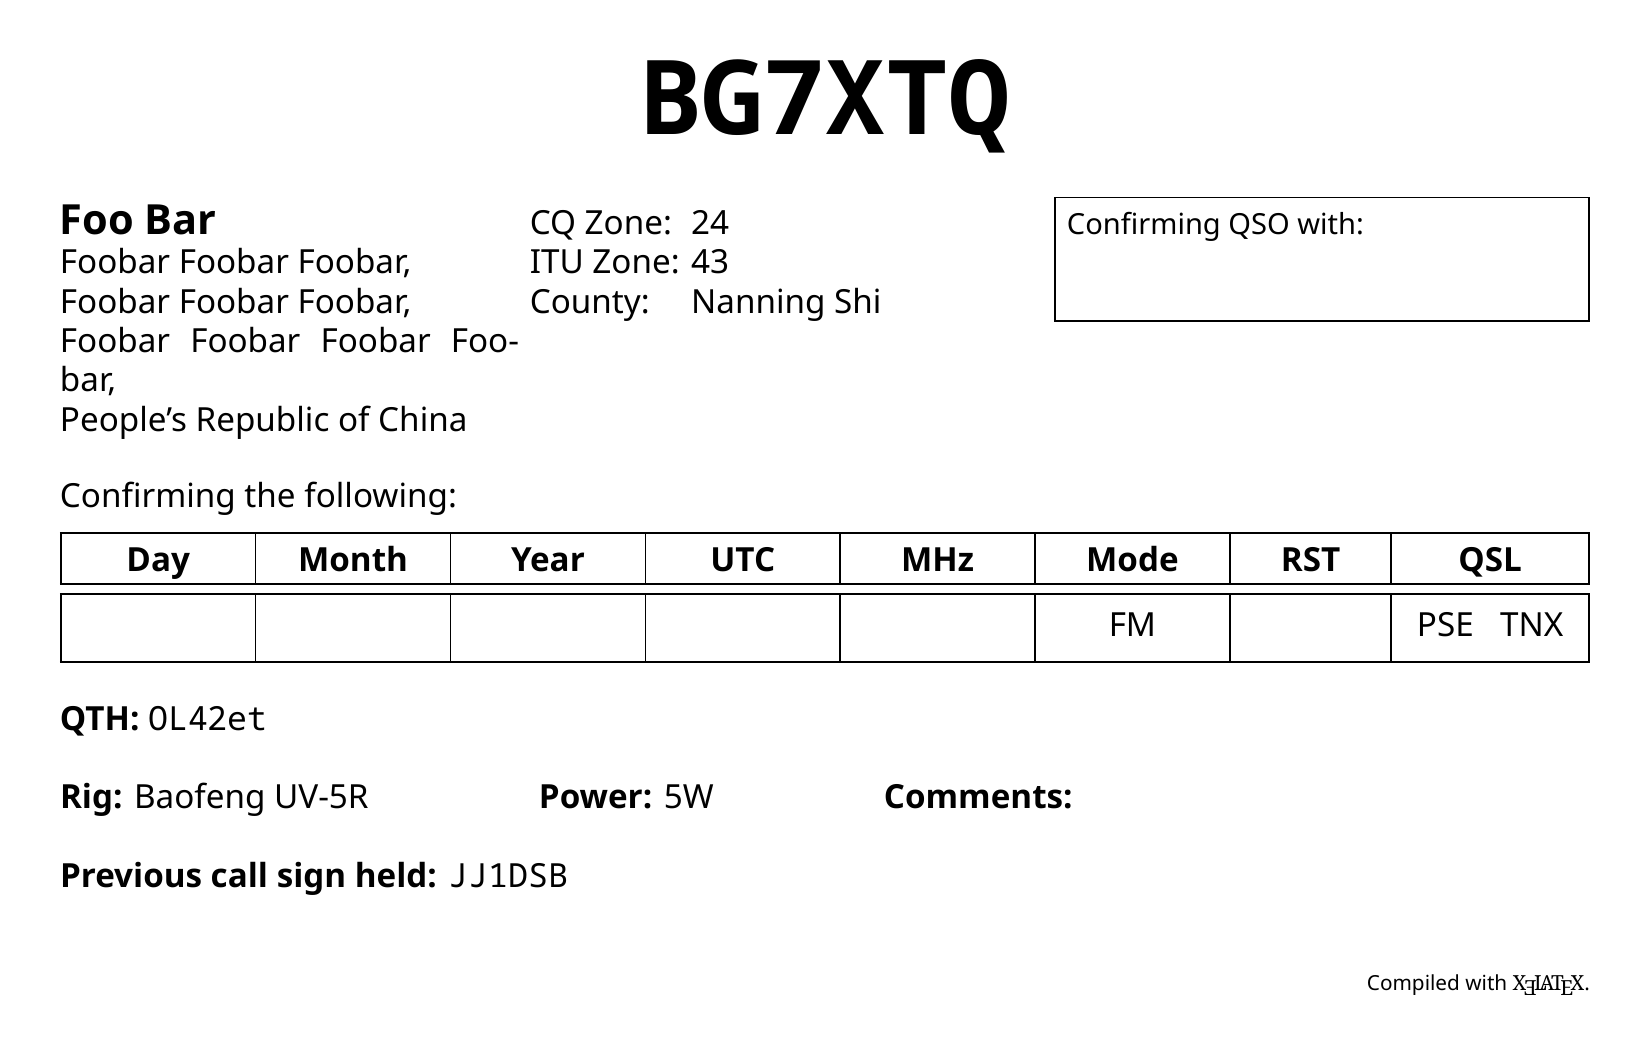 BG7XTQ
Foo Bar
Foobar Foobar Foobar,
Foobar Foobar Foobar,
Foobar Foobar Foobar Foo-
bar,
People’s Republic of China
CQ Zone: 24
ITU Zone: 43
County: Nanning Shi
Confirming QSO with:
Confirming the following:
Day Month Year UTC MHz Mode RST QSL
FM PSE TNX
QTH: OL42et
Rig: Baofeng UV-5R Power: 5W Comments:
Previous call sign held: JJ1DSB
Compiled with XƎLATEX.